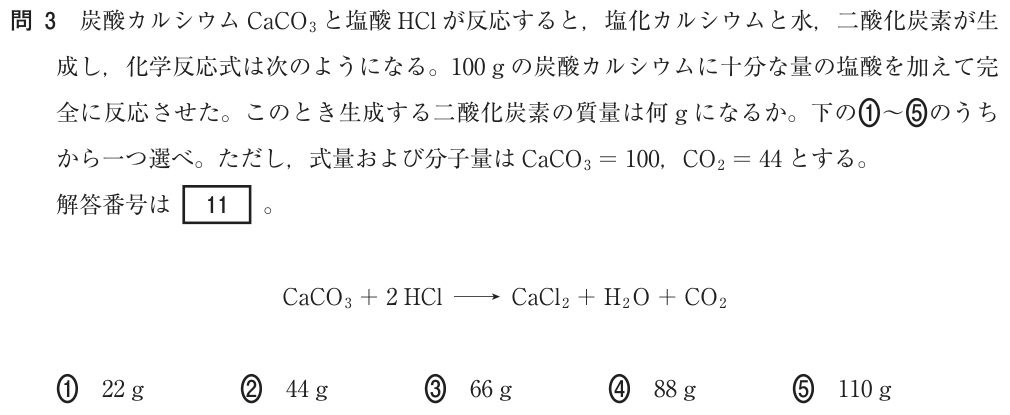 問 3 炭酸カルシウム CaCO₃ と塩酸 HCl が反応すると，塩化カルシウムと水，二酸化炭素が生
成し，化学反応式は次のようになる。100 g の炭酸カルシウムに十分な量の塩酸を加えて完
全に反応させた。このとき生成する二酸化炭素の質量は何 g になるか。下の①～⑤のうち
から一つ選べ。ただし，式量および分子量は CaCO₃ = 100，CO₂ = 44 とする。
解答番号は 11 。
CaCO₃ + 2 HCl ⟶ CaCl₂ + H₂O + CO₂
① 22 g ② 44 g ③ 66 g ④ 88 g ⑤ 110 g